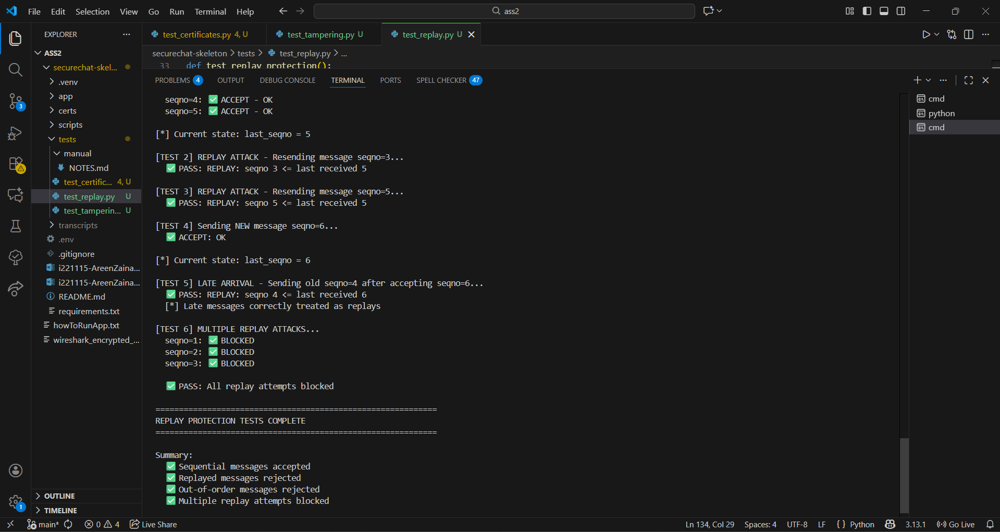 File Edit Selection View Go Run Terminal Help
ass2
EXPLORER
ASS2
securechat-skel...
.venv
app
certs
scripts
tests
manual
NOTES.md
test_certific... 4, U
test_replay.py U
test_tamperin... U
transcripts
.env
.gitignore
i221115-AreenZaina...
i221115-AreenZaina...
README.md
requirements.txt
howToRunApp.txt
wireshark_encrypted_...
OUTLINE
TIMELINE
3
1
test_certificates.py 4, U
test_tampering.py U
test_replay.py U
securechat-skeleton > tests > test_replay.py > ...
33 def test_replay_protection():
PROBLEMS 4 OUTPUT DEBUG CONSOLE TERMINAL PORTS SPELL CHECKER 47
seqno=4: ✅ ACCEPT - OK
seqno=5: ✅ ACCEPT - OK
[*] Current state: last_seqno = 5
[TEST 2] REPLAY ATTACK - Resending message seqno=3...
✅ PASS: REPLAY: seqno 3 <= last received 5
[TEST 3] REPLAY ATTACK - Resending message seqno=5...
✅ PASS: REPLAY: seqno 5 <= last received 5
[TEST 4] Sending NEW message seqno=6...
✅ ACCEPT: OK
[*] Current state: last_seqno = 6
[TEST 5] LATE ARRIVAL - Sending old seqno=4 after accepting seqno=6...
✅ PASS: REPLAY: seqno 4 <= last received 6
[*] Late messages correctly treated as replays
[TEST 6] MULTIPLE REPLAY ATTACKS...
seqno=1: ✅ BLOCKED
seqno=2: ✅ BLOCKED
seqno=3: ✅ BLOCKED
✅ PASS: All replay attempts blocked
============================================================
REPLAY PROTECTION TESTS COMPLETE
============================================================
Summary:
✅ Sequential messages accepted
✅ Replayed messages rejected
✅ Out-of-order messages rejected
✅ Multiple replay attempts blocked
cmd
python
cmd
main* 0 4 Live Share
Ln 134, Col 29 Spaces: 4 UTF-8 LF { } Python 3.13.1 Go Live